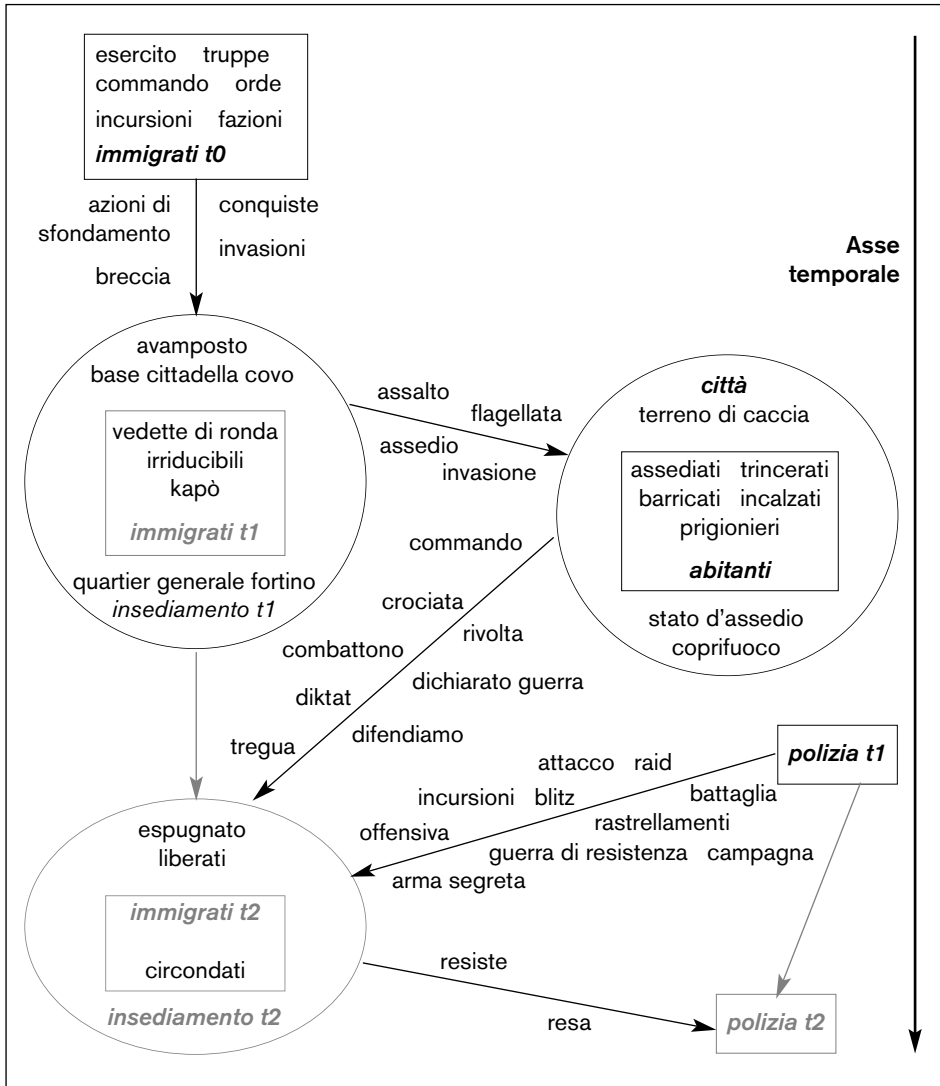 esercito truppe
commando orde
incursioni fazioni
immigrati t0
azioni di
sfondamento
breccia
conquiste
invasioni
Asse
temporale
avamposto
base cittadella covo
vedette di ronda
irriducibili
kapò
immigrati t1
quartier generale fortino
insediamento t1
assalto
flagellata
assedio
invasione
città
terreno di caccia
assediati trincerati
barricati incalzati
prigionieri
abitanti
stato d'assedio
coprifuoco
commando
crociata
rivolta
combattono
dichiarato guerra
diktat
difendiamo
tregua
polizia t1
attacco raid
battaglia
incursioni blitz
rastrellamenti
offensiva
guerra di resistenza campagna
arma segreta
espugnato
liberati
immigrati t2
circondati
insediamento t2
resiste
resa
polizia t2